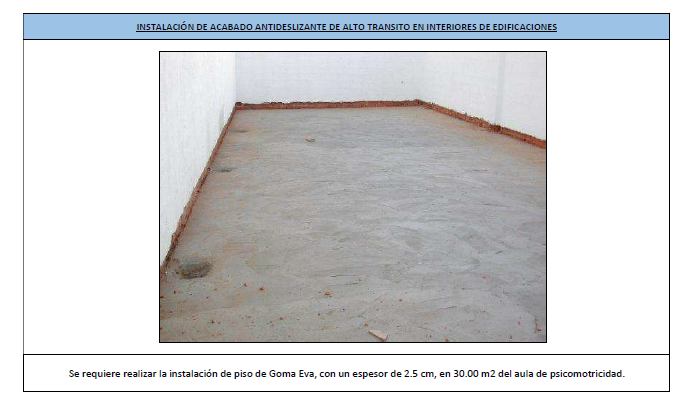 INSTALACIÓN DE ACABADO ANTIDESLIZANTE DE ALTO TRANSITO EN INTERIORES DE EDIFICACIONES
Se requiere realizar la instalación de piso de Goma Eva, con un espesor de 2.5 cm, en 30.00 m2 del aula de psicomotricidad.